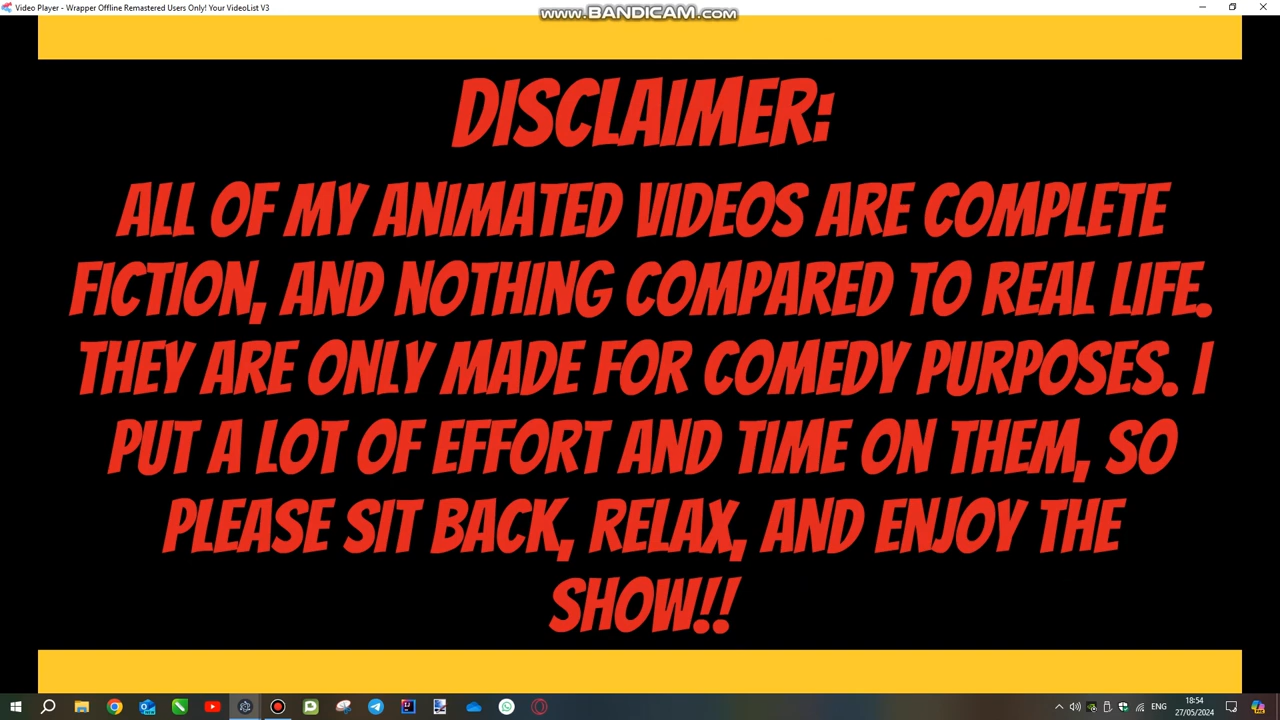 Video Player - Wrapper Offline Remastered Users Only! Your VideoList V3
www.BANDICAM.com
DISCLAIMER:
ALL OF MY ANIMATED VIDEOS ARE COMPLETE
FICTION, AND NOTHING COMPARED TO REAL LIFE.
THEY ARE ONLY MADE FOR COMEDY PURPOSES. I
PUT A LOT OF EFFORT AND TIME ON THEM, SO
PLEASE SIT BACK, RELAX, AND ENJOY THE
SHOW!!
ENG
18:54
27/05/2024